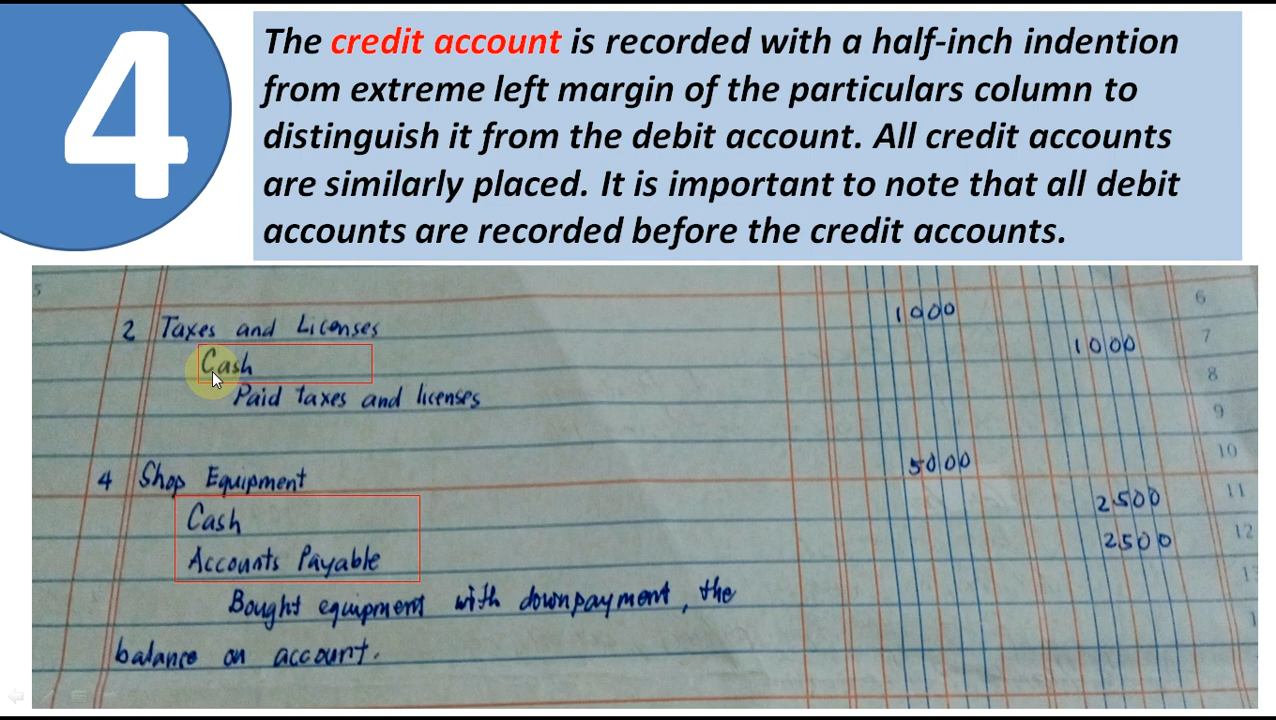 4
The credit account is recorded with a half-inch indention
from extreme left margin of the particulars column to
distinguish it from the debit account. All credit accounts
are similarly placed. It is important to note that all debit
accounts are recorded before the credit accounts.
5
6
2 Taxes and Licenses 1000
7
Cash 1000
8
Paid taxes and licenses
9
10
4 Shop Equipment 5000
11
Cash 2500
12
Accounts Payable 2500
Bought equipment with downpayment, the
balance on account.